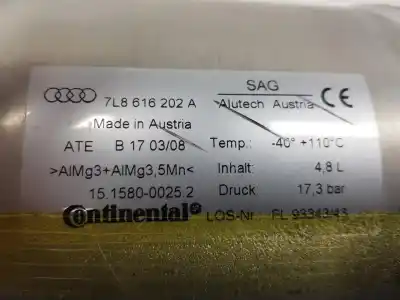 7L8 616 202 A
SAG
Alutech Austria CE
Made in Austria
ATE B 17 03/08
Temp.: -40° +110°C
>AlMg3+AlMg3,5Mn<
Inhalt: 4,8 L
15.1580-0025.2
Druck 17,3 bar
Continental®
LOS-Nr FL 93343/43